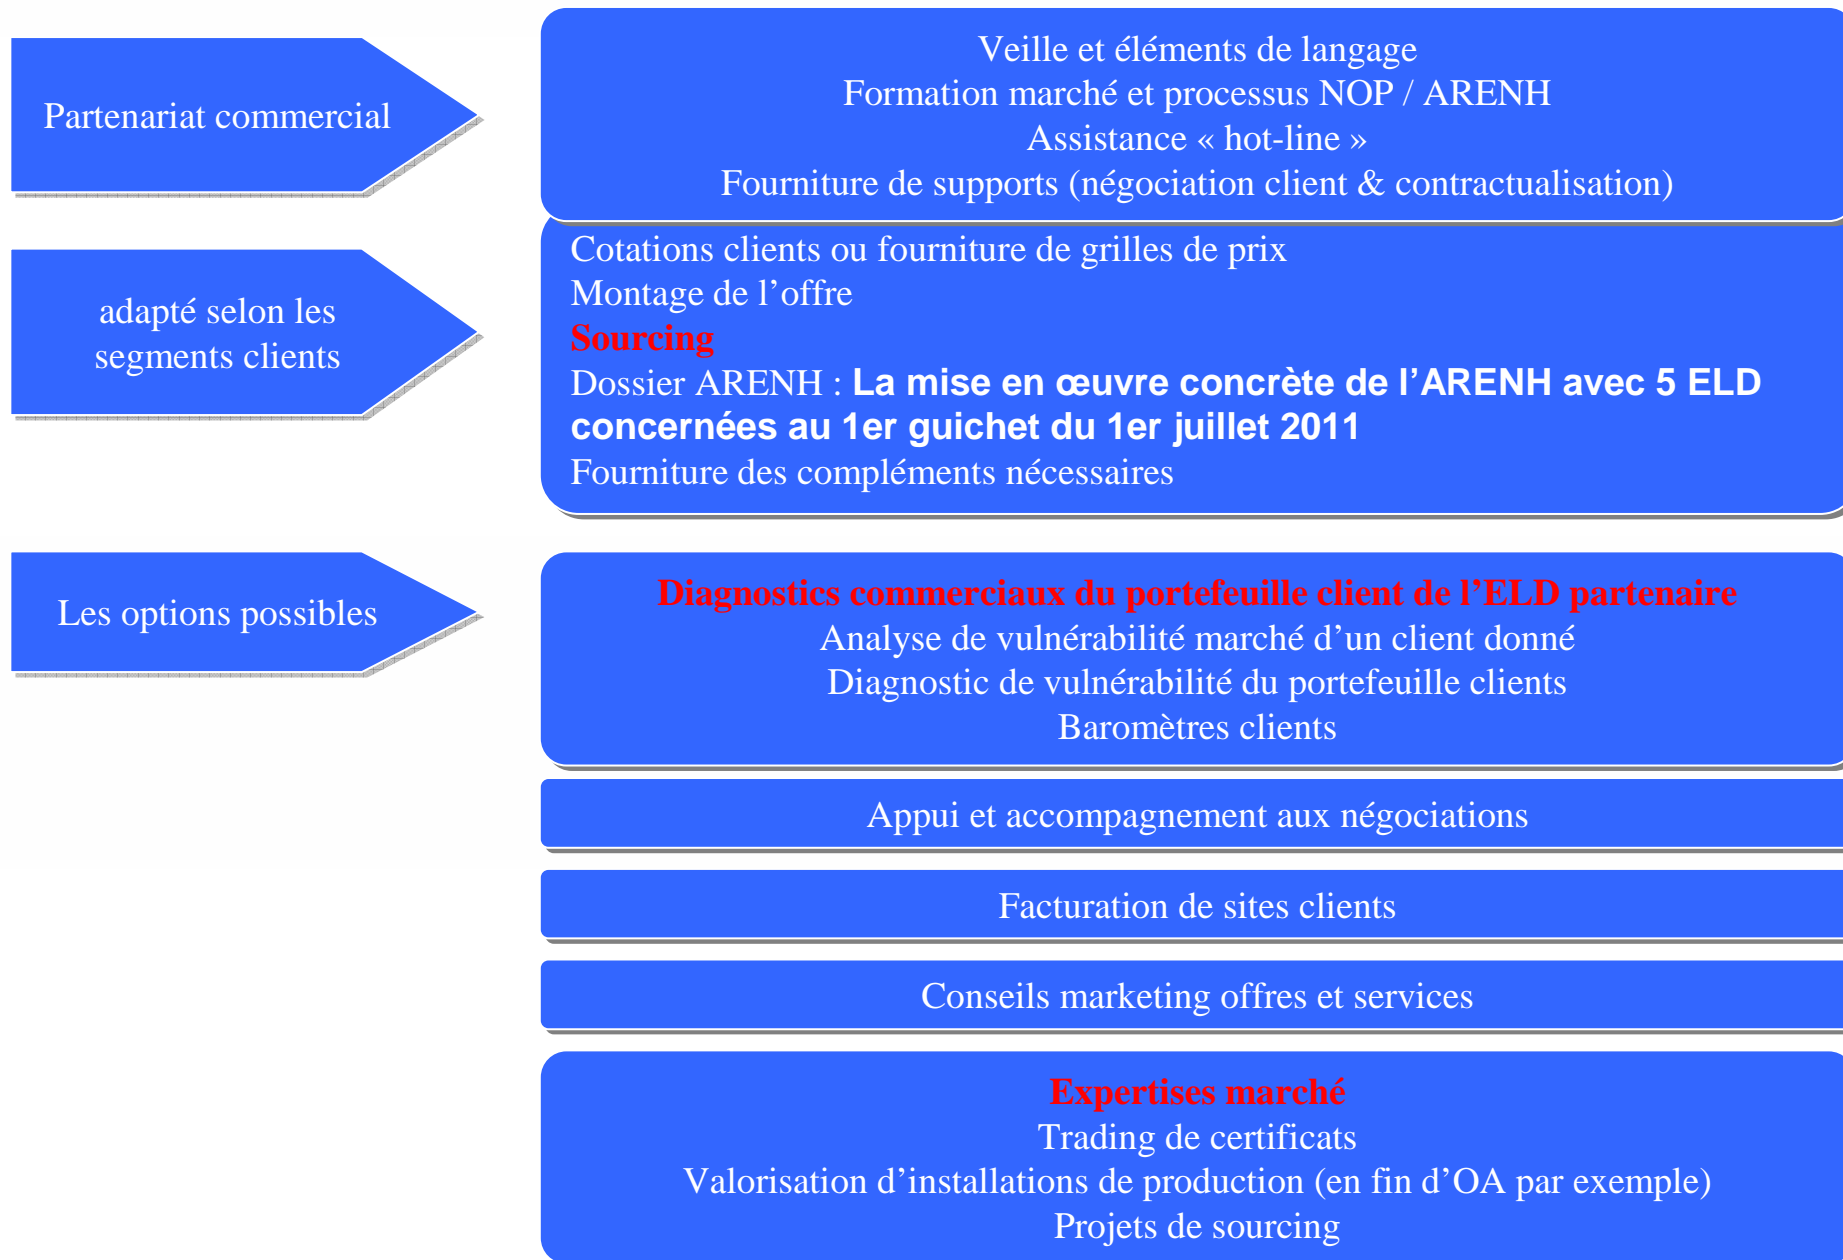 Partenariat commercial
Veille et éléments de langage
Formation marché et processus NOP / ARENH
Assistance « hot-line »
Fourniture de supports (négociation client & contractualisation)
adapté selon les
segments clients
Cotations clients ou fourniture de grilles de prix
Montage de l’offre
Sourcing
Dossier ARENH : La mise en œuvre concrète de l’ARENH avec 5 ELD
concernées au 1er guichet du 1er juillet 2011
Fourniture des compléments nécessaires
Les options possibles
Diagnostics commerciaux du portefeuille client de l’ELD partenaire
Analyse de vulnérabilité marché d’un client donné
Diagnostic de vulnérabilité du portefeuille clients
Baromètres clients
Appui et accompagnement aux négociations
Facturation de sites clients
Conseils marketing offres et services
Expertises marché
Trading de certificats
Valorisation d’installations de production (en fin d’OA par exemple)
Projets de sourcing